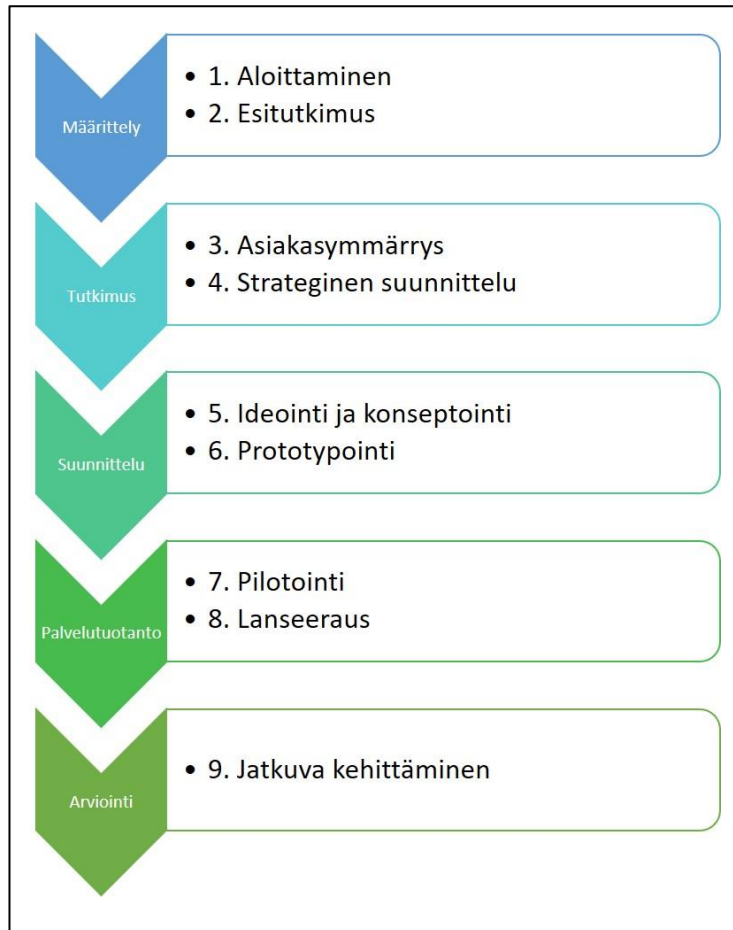 Määrittely
• 1. Aloittaminen
• 2. Esitutkimus
Tutkimus
• 3. Asiakasymmärrys
• 4. Strateginen suunnittelu
Suunnittelu
• 5. Ideointi ja konseptointi
• 6. Prototypointi
Palvelutuotanto
• 7. Pilotointi
• 8. Lanseeraus
Arviointi
• 9. Jatkuva kehittäminen